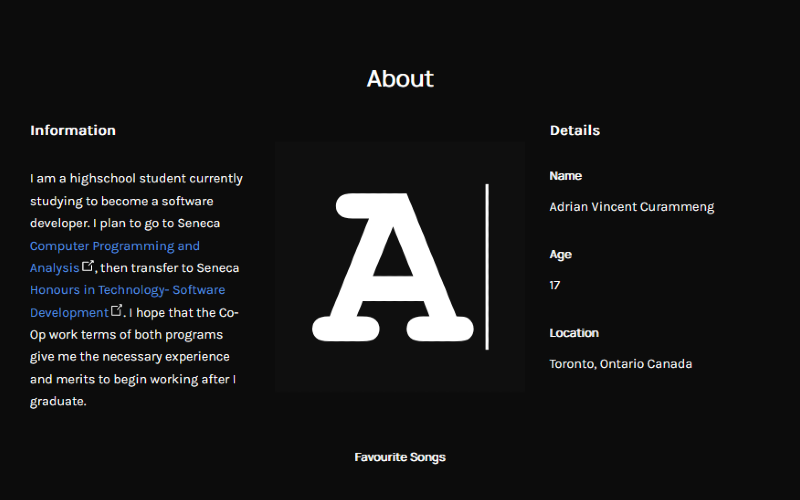 About
Information
I am a highschool student currently
studying to become a software
developer. I plan to go to Seneca
Computer Programming and
Analysis, then transfer to Seneca
Honours in Technology- Software
Development. I hope that the Co-
Op work terms of both programs
give me the necessary experience
and merits to begin working after I
graduate.
A
Details
Name
Adrian Vincent Curammeng
Age
17
Location
Toronto, Ontario Canada
Favourite Songs